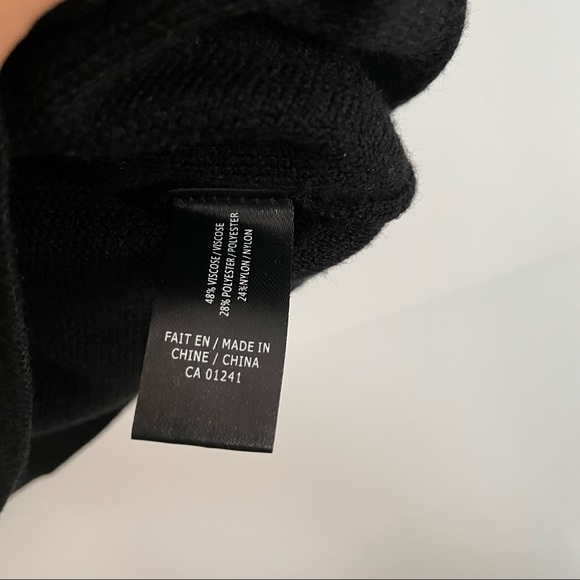 48% VISCOSE/VISCOSE
28% POLYESTER/POLYESTER
24%NYLON/NYLON
FAIT EN / MADE IN
CHINE / CHINA
CA 01241